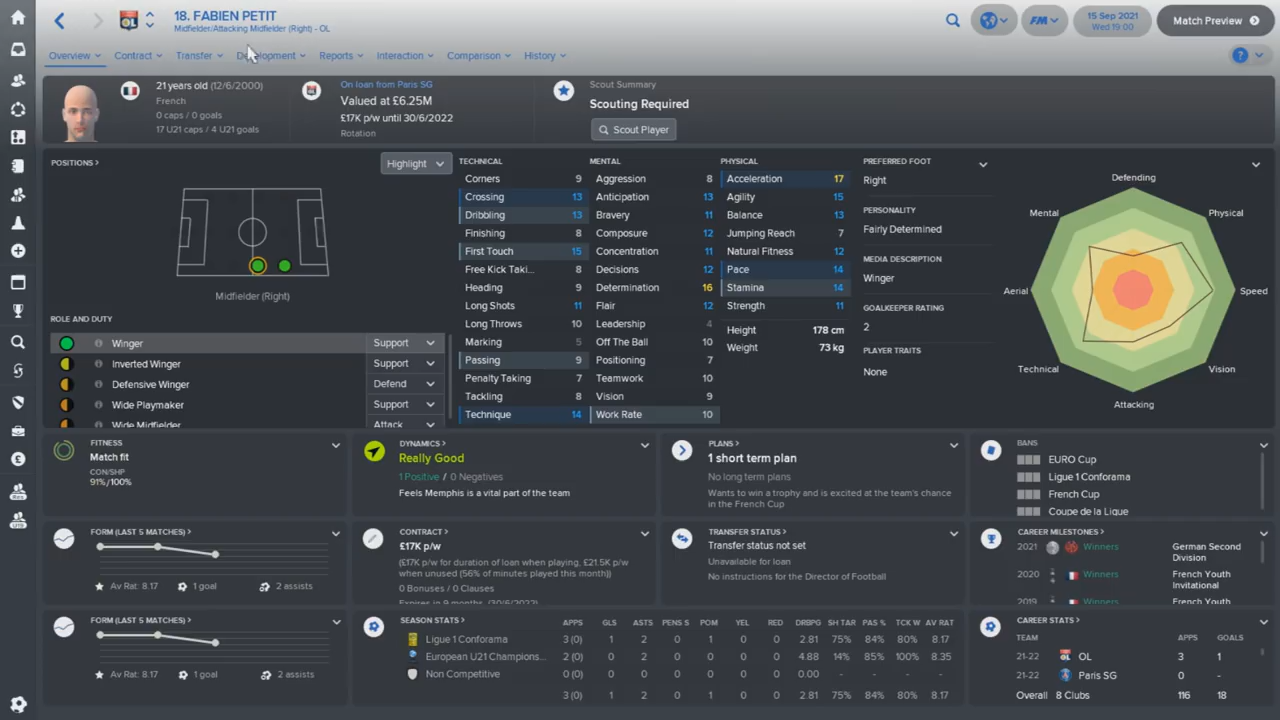 18. FABIEN PETIT
Midfielder/Attacking Midfielder (Right) - OL
FM
15 Sep 2021
Wed 19:00
Match Preview
Overview
Contract
Transfer
Development
Reports
Interaction
Comparison
History
?
21 years old (12/6/2000)
French
0 caps / 0 goals
17 U21 caps / 4 U21 goals
On loan from Paris SG
Valued at £6.25M
£17K p/w until 30/6/2022
Rotation
Scout Summary
Scouting Required
Scout Player
POSITIONS >
Highlight
Midfielder (Right)
ROLE AND DUTY
Winger Support
Inverted Winger Support
Defensive Winger Defend
Wide Playmaker Support
Wide Midfielder Attack
TECHNICAL
Corners 9
Crossing 13
Dribbling 13
Finishing 8
First Touch 15
Free Kick Taki... 8
Heading 9
Long Shots 11
Long Throws 10
Marking 5
Passing 9
Penalty Taking 7
Tackling 8
Technique 14
MENTAL
Aggression 8
Anticipation 13
Bravery 11
Composure 12
Concentration 11
Decisions 12
Determination 16
Flair 12
Leadership 4
Off The Ball 10
Positioning 7
Teamwork 10
Vision 9
Work Rate 10
PHYSICAL
Acceleration 17
Agility 15
Balance 13
Jumping Reach 7
Natural Fitness 12
Pace 14
Stamina 14
Strength 11
Height 178 cm
Weight 73 kg
PREFERRED FOOT
Right
PERSONALITY
Fairly Determined
MEDIA DESCRIPTION
Winger
GOALKEEPER RATING
2
PLAYER TRAITS
None
Defending
Physical
Speed
Vision
Attacking
Technical
Aerial
Mental
FITNESS
Match fit
CON/SHP
91%/100%
DYNAMICS >
Really Good
1 Positive / 0 Negatives
Feels Memphis is a vital part of the team
PLANS >
1 short term plan
No long term plans
Wants to win a trophy and is excited at the team's chance
in the French Cup
BANS
EURO Cup
Ligue 1 Conforama
French Cup
Coupe de la Ligue
FORM (LAST 5 MATCHES) >
Av Rat: 8.17 1 goal 2 assists
CONTRACT >
£17K p/w
(£17K p/w for duration of loan when playing, £21.5K p/w
when unused (56% of minutes played this month))
0 Bonuses / 0 Clauses
Expires in 9 months (30/6/2022)
TRANSFER STATUS >
Transfer status not set
Unavailable for loan
No instructions for the Director of Football
CAREER MILESTONES >
2021 Winners German Second
Division
2020 Winners French Youth
Invitational
2019 Winners French Youth
FORM (LAST 5 MATCHES) >
Av Rat: 8.17 1 goal 2 assists
SEASON STATS > APPS GLS ASTS PENS S POM YEL RED DRBPG SH TAR PAS % TCK W AV RAT
Ligue 1 Conforama 3 (0) 1 2 0 1 0 0 2.81 75% 84% 80% 8.17
European U21 Champions... 2 (0) 0 2 0 0 0 0 4.88 14% 85% 100% 8.35
Non Competitive 0 (0) 0 0 0 0 0 0 0.00 - - - -
3 (0) 1 2 0 1 0 0 2.81 75% 84% 80% 8.17
CAREER STATS >
TEAM APPS GOALS
21-22 OL 3 1
21-22 Paris SG 0 -
Overall 8 Clubs 116 18